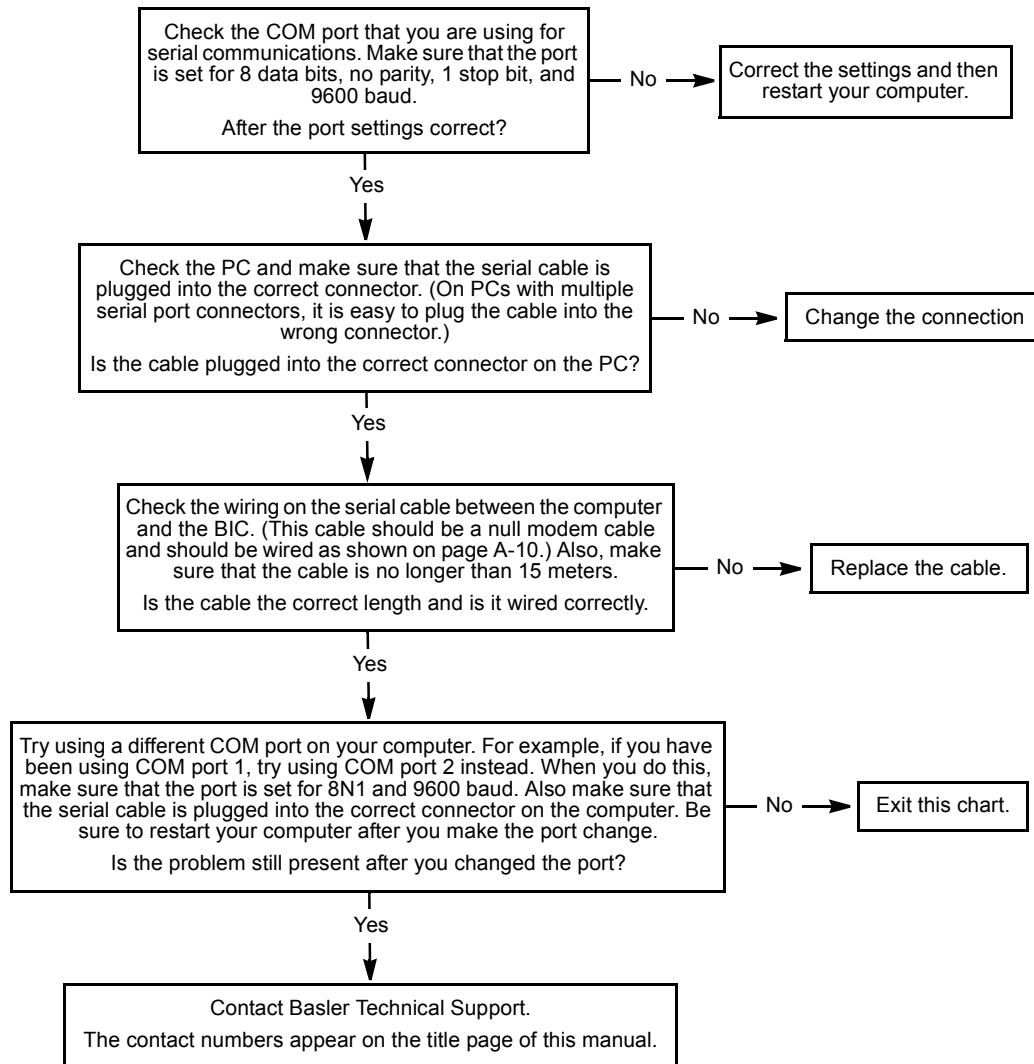 Check the COM port that you are using for
serial communications. Make sure that the port
is set for 8 data bits, no parity, 1 stop bit, and
9600 baud.
After the port settings correct?
No
Correct the settings and then
restart your computer.
Yes
Check the PC and make sure that the serial cable is
plugged into the correct connector. (On PCs with multiple
serial port connectors, it is easy to plug the cable into the
wrong connector.)
Is the cable plugged into the correct connector on the PC?
No
Change the connection
Yes
Check the wiring on the serial cable between the computer
and the BIC. (This cable should be a null modem cable
and should be wired as shown on page A-10.) Also, make
sure that the cable is no longer than 15 meters.
Is the cable the correct length and is it wired correctly.
No
Replace the cable.
Yes
Try using a different COM port on your computer. For example, if you have
been using COM port 1, try using COM port 2 instead. When you do this,
make sure that the port is set for 8N1 and 9600 baud. Also make sure that
the serial cable is plugged into the correct connector on the computer. Be
sure to restart your computer after you make the port change.
Is the problem still present after you changed the port?
No
Exit this chart.
Yes
Contact Basler Technical Support.
The contact numbers appear on the title page of this manual.